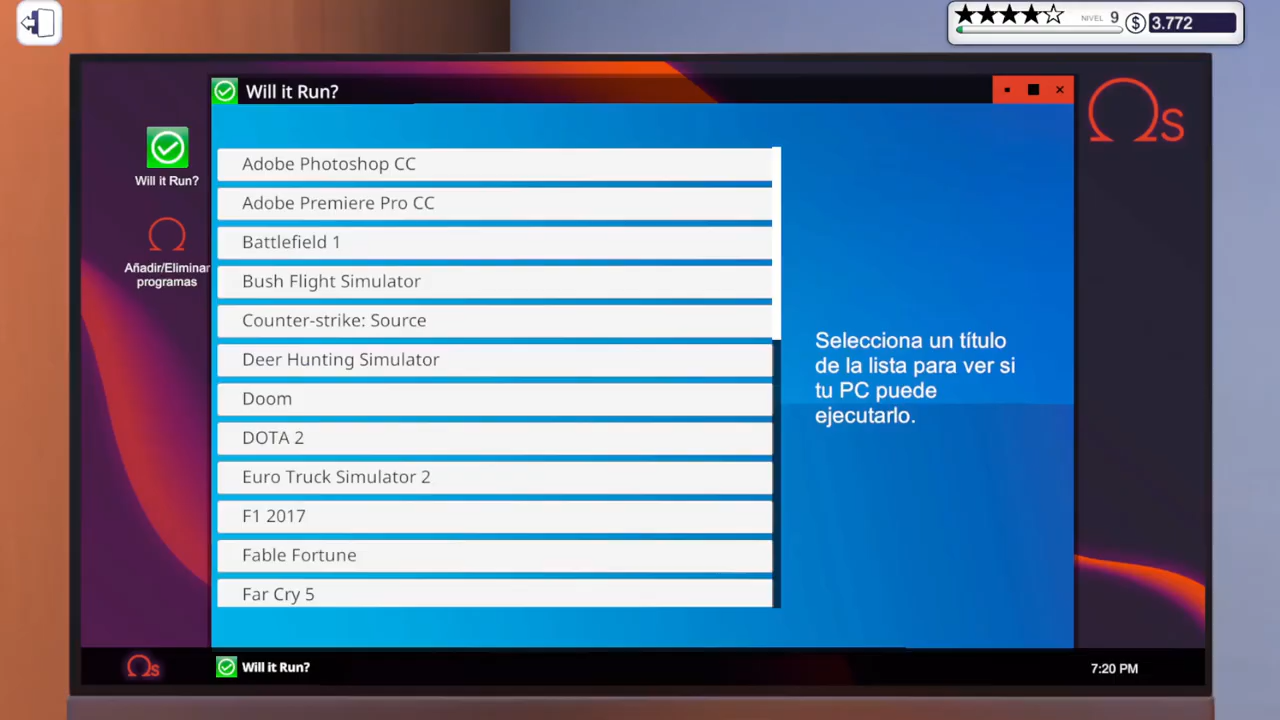 NIVEL 9 $ 3.772
Will it Run?
Ωs
Will it Run?
Añadir/Eliminar
programas
Adobe Photoshop CC
Adobe Premiere Pro CC
Battlefield 1
Bush Flight Simulator
Counter-strike: Source
Deer Hunting Simulator
Doom
DOTA 2
Euro Truck Simulator 2
F1 2017
Fable Fortune
Far Cry 5
Selecciona un título
de la lista para ver si
tu PC puede
ejecutarlo.
Ωs
Will it Run?
7:20 PM